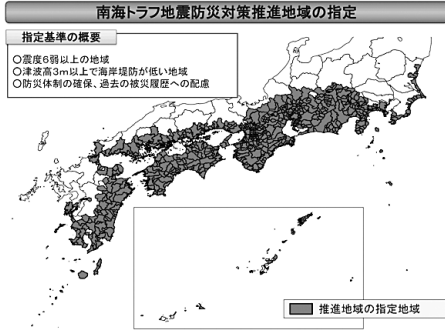 南海トラフ地震防災対策推進地域の指定
指定基準の概要
○震度6弱以上の地域
○津波高3m以上で海岸堤防が低い地域
○防災体制の確保、過去の被災履歴への配慮
推進地域の指定地域